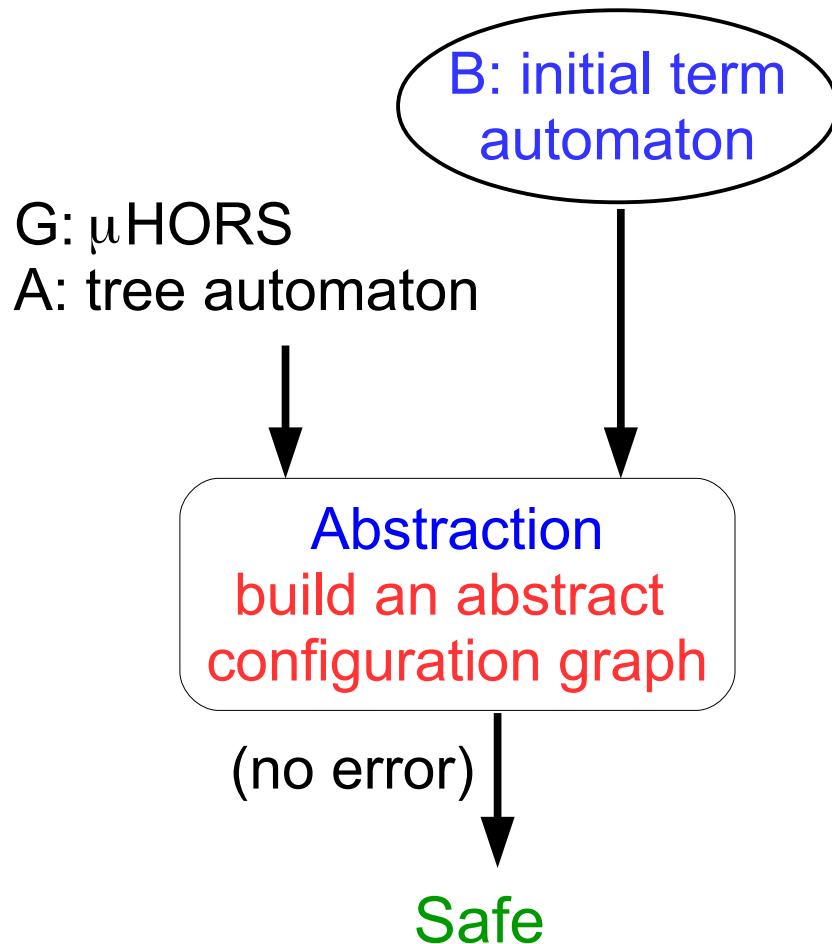 B: initial term
automaton
G: μHORS
A: tree automaton
Abstraction
build an abstract
configuration graph
(no error)
Safe